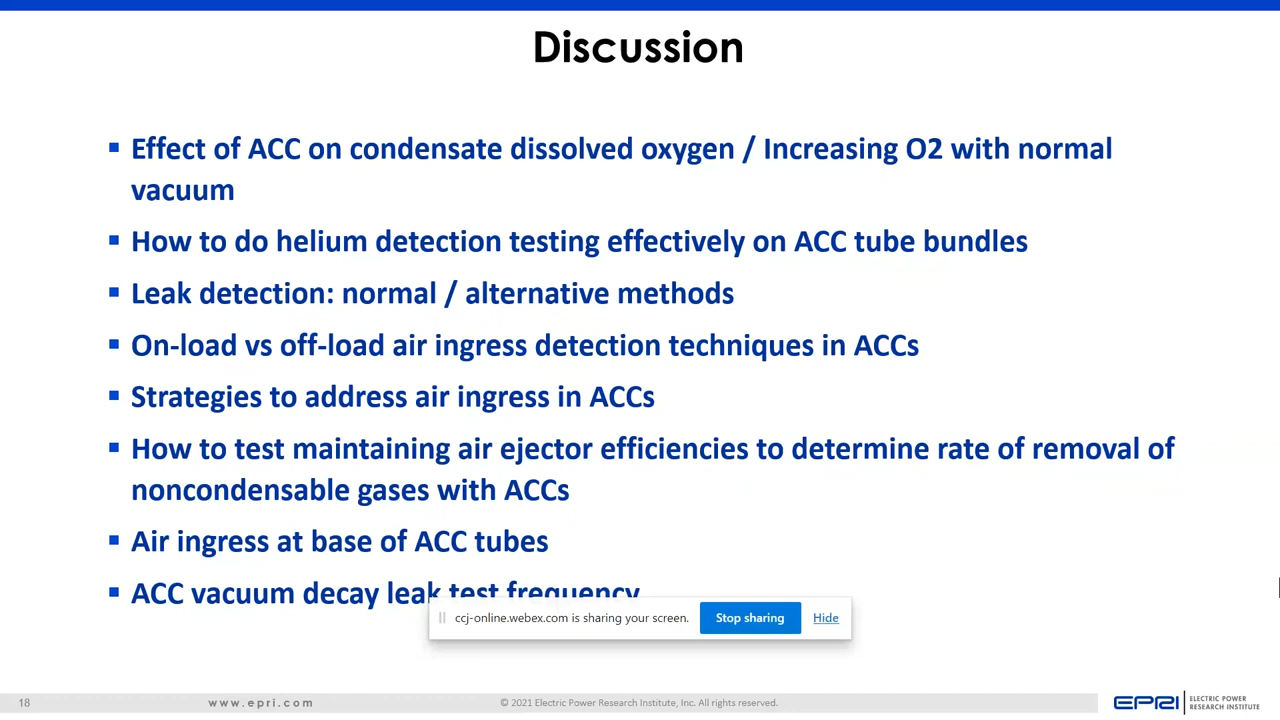 Discussion
▪ Effect of ACC on condensate dissolved oxygen / Increasing O2 with normal
vacuum
▪ How to do helium detection testing effectively on ACC tube bundles
▪ Leak detection: normal / alternative methods
▪ On-load vs off-load air ingress detection techniques in ACCs
▪ Strategies to address air ingress in ACCs
▪ How to test maintaining air ejector efficiencies to determine rate of removal of
noncondensable gases with ACCs
▪ Air ingress at base of ACC tubes
▪ ACC vacuum decay leak test frequency
ccj-online.webex.com is sharing your screen. Stop sharing Hide
18 www.epri.com © 2021 Electric Power Research Institute, Inc. All rights reserved. EPRI ELECTRIC POWER
RESEARCH INSTITUTE